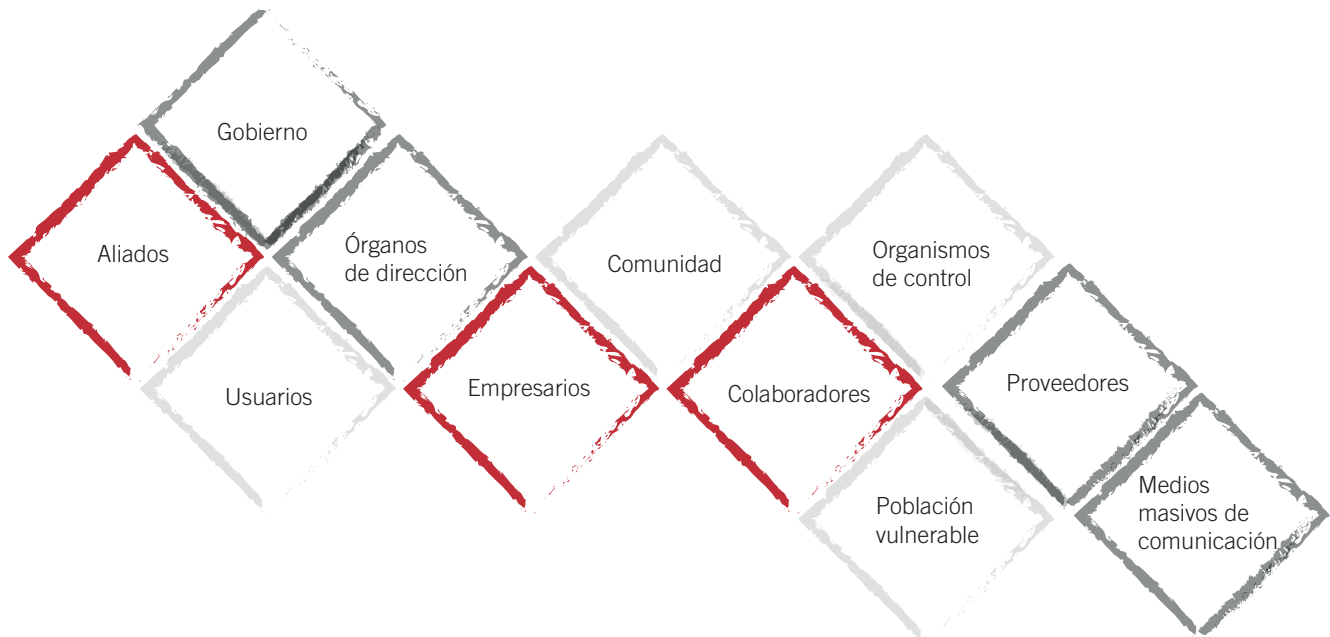 Gobierno
Aliados
Órganos
de dirección
Comunidad
Organismos
de control
Usuarios
Empresarios
Colaboradores
Proveedores
Población
vulnerable
Medios
masivos de
comunicación